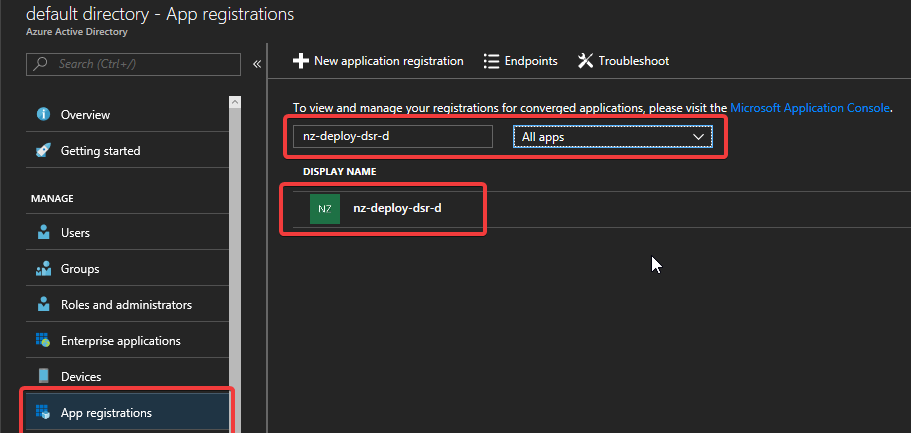 default directory - App registrations
Azure Active Directory
Search (Ctrl+/)
«
Overview
Getting started
MANAGE
Users
Groups
Roles and administrators
Enterprise applications
Devices
App registrations
New application registration
Endpoints
Troubleshoot
To view and manage your registrations for converged applications, please visit the Microsoft Application Console.
nz-deploy-dsr-d
All apps
DISPLAY NAME
NZ
nz-deploy-dsr-d